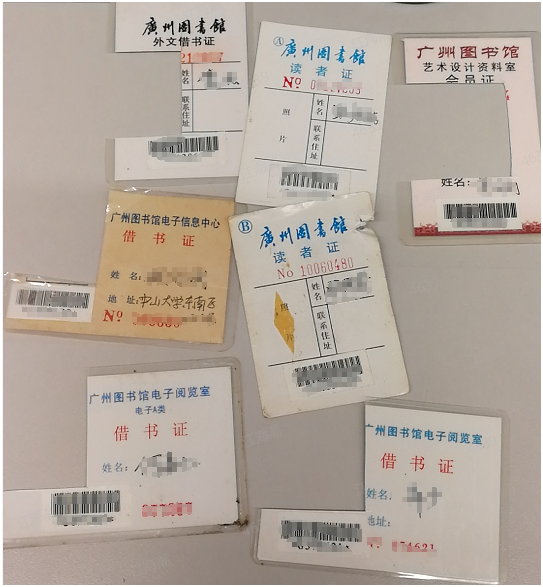 廣州图書館
外文借书证
姓名
联系住址
Ⓐ 廣州图書館
读者证
No
照片
姓名
联系住址
广州图书馆
艺术设计资料室
会员证
姓名:
广州图书馆电子信息中心
借书证
姓名:
地址:中山大学东南区
No
Ⓑ 廣州图書館
读者证
No 10060480
照片
姓名
联系住址
广州图书馆电子阅览室
电子A类
借书证
姓名:
广州图书馆电子阅览室
借书证
姓名:
地址: